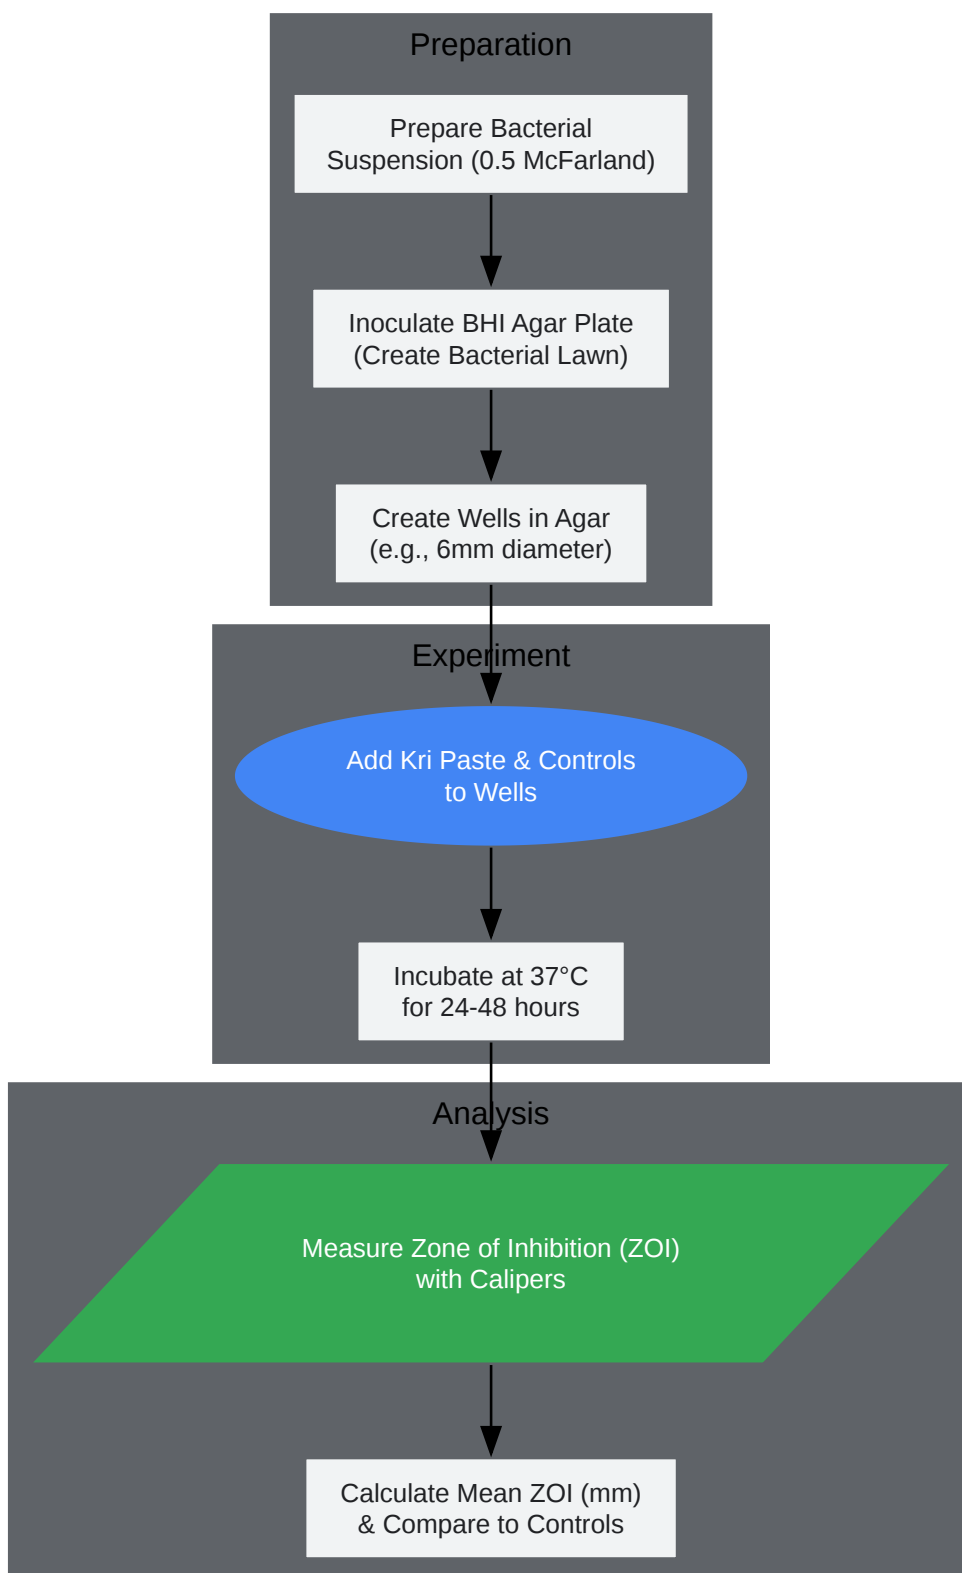 Preparation
Prepare Bacterial
Suspension (0.5 McFarland)
Inoculate BHI Agar Plate
(Create Bacterial Lawn)
Create Wells in Agar
(e.g., 6mm diameter)
Experiment
Add Kri Paste & Controls
to Wells
Incubate at 37°C
for 24-48 hours
Analysis
Measure Zone of Inhibition (ZOI)
with Calipers
Calculate Mean ZOI (mm)
& Compare to Controls